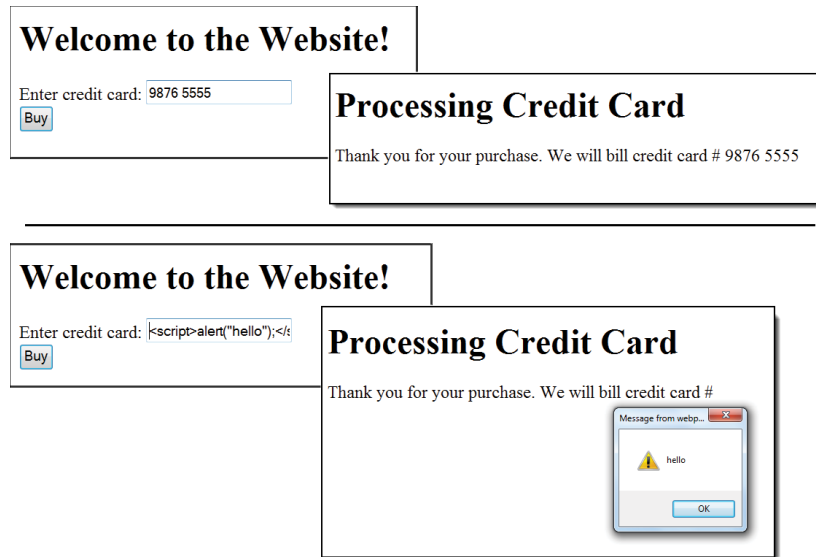 Welcome to the Website!
Enter credit card: 9876 5555
Buy
Processing Credit Card
Thank you for your purchase. We will bill credit card # 9876 5555
Welcome to the Website!
Enter credit card: <script>alert("hello");</s
Buy
Processing Credit Card
Thank you for your purchase. We will bill credit card #
Message from webp...
hello
OK